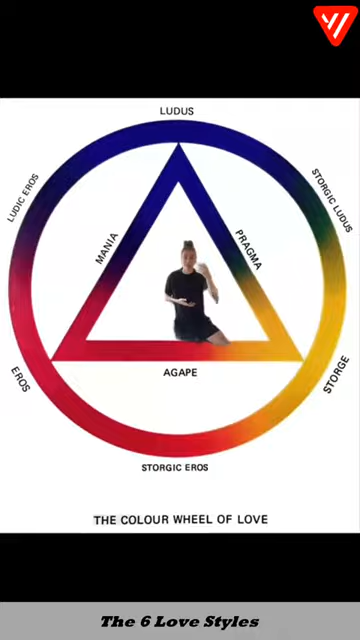 LUDUS
LUDIC EROS
STORGIC LUDUS
MANIA
PRAGMA
AGAPE
EROS
STORGE
STORGIC EROS
THE COLOUR WHEEL OF LOVE
The 6 Love Styles